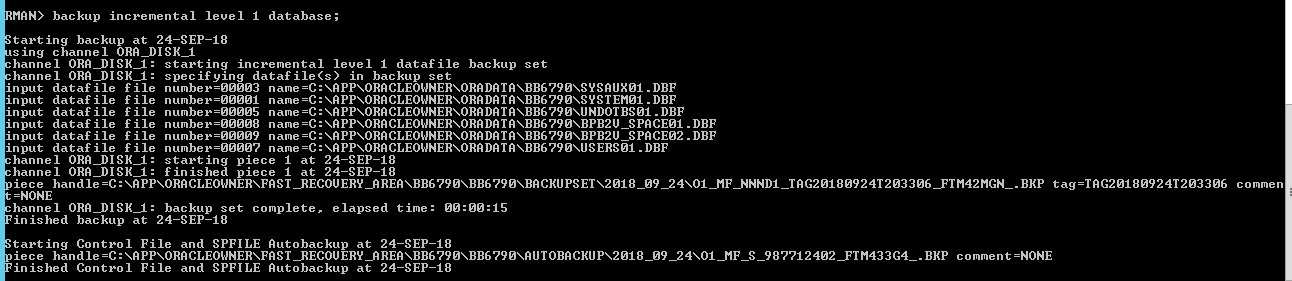 RMAN> backup incremental level 1 database;
Starting backup at 24-SEP-18
using channel ORA_DISK_1
channel ORA_DISK_1: starting incremental level 1 datafile backup set
channel ORA_DISK_1: specifying datafile(s) in backup set
input datafile file number=00003 name=C:\APP\ORACLEOWNER\ORADATA\BB6790\SYSAUX01.DBF
input datafile file number=00001 name=C:\APP\ORACLEOWNER\ORADATA\BB6790\SYSTEM01.DBF
input datafile file number=00005 name=C:\APP\ORACLEOWNER\ORADATA\BB6790\UNDOTBS01.DBF
input datafile file number=00008 name=C:\APP\ORACLEOWNER\ORADATA\BB6790\BPB2V_SPACE01.DBF
input datafile file number=00009 name=C:\APP\ORACLEOWNER\ORADATA\BB6790\BPB2V_SPACE02.DBF
input datafile file number=00007 name=C:\APP\ORACLEOWNER\ORADATA\BB6790\USERS01.DBF
channel ORA_DISK_1: starting piece 1 at 24-SEP-18
channel ORA_DISK_1: finished piece 1 at 24-SEP-18
piece handle=C:\APP\ORACLEOWNER\FAST_RECOVERY_AREA\BB6790\BB6790\BACKUPSET\2018_09_24\O1_MF_NNND1_TAG20180924T203306_FTM42MGN_.BKP tag=TAG20180924T203306 commen
t=NONE
channel ORA_DISK_1: backup set complete, elapsed time: 00:00:15
Finished backup at 24-SEP-18
Starting Control File and SPFILE Autobackup at 24-SEP-18
piece handle=C:\APP\ORACLEOWNER\FAST_RECOVERY_AREA\BB6790\BB6790\AUTOBACKUP\2018_09_24\O1_MF_S_987712402_FTM433G4_.BKP comment=NONE
Finished Control File and SPFILE Autobackup at 24-SEP-18